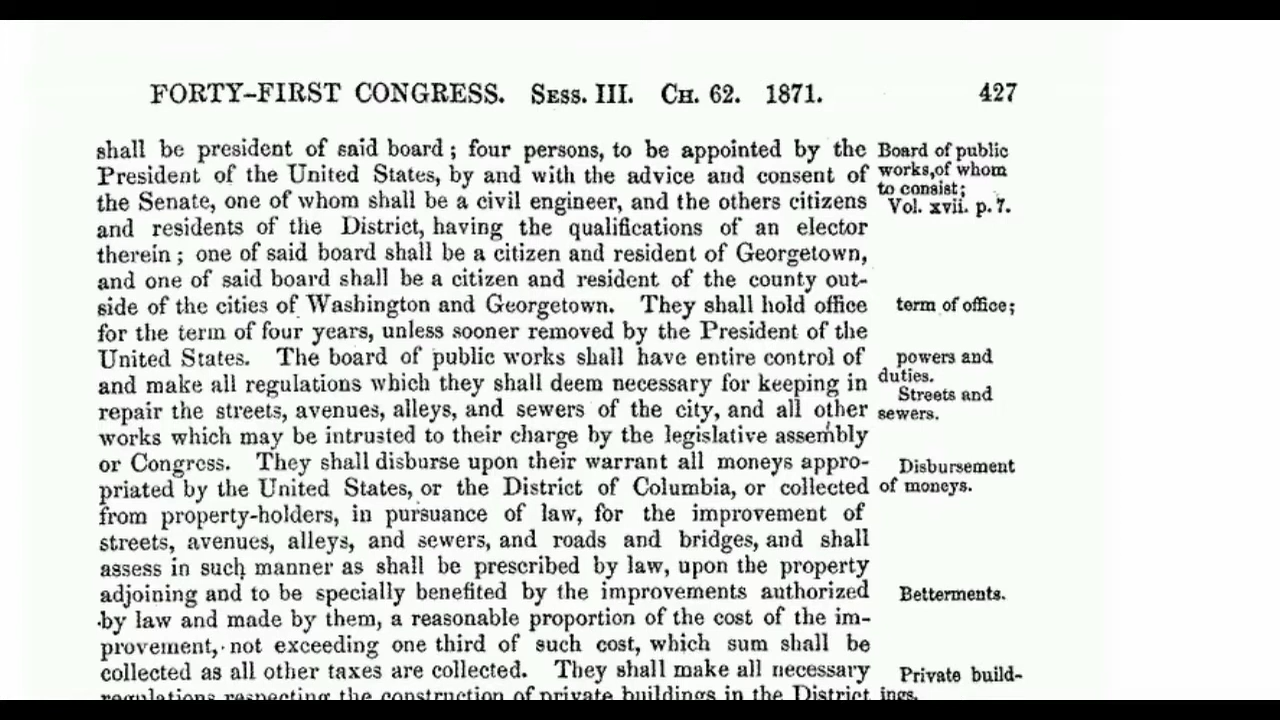 FORTY-FIRST CONGRESS. Sess. III. Ch. 62. 1871. 427
shall be president of said board; four persons, to be appointed by the
President of the United States, by and with the advice and consent of
the Senate, one of whom shall be a civil engineer, and the others citizens
and residents of the District, having the qualifications of an elector
therein; one of said board shall be a citizen and resident of Georgetown,
and one of said board shall be a citizen and resident of the county out-
side of the cities of Washington and Georgetown. They shall hold office
for the term of four years, unless sooner removed by the President of the
United States. The board of public works shall have entire control of
and make all regulations which they shall deem necessary for keeping in
repair the streets, avenues, alleys, and sewers of the city, and all other
works which may be intrusted to their charge by the legislative assembly
or Congress. They shall disburse upon their warrant all moneys appro-
priated by the United States, or the District of Columbia, or collected
from property-holders, in pursuance of law, for the improvement of
streets, avenues, alleys, and sewers, and roads and bridges, and shall
assess in such manner as shall be prescribed by law, upon the property
adjoining and to be specially benefited by the improvements authorized
by law and made by them, a reasonable proportion of the cost of the im-
provement, not exceeding one third of such cost, which sum shall be
collected as all other taxes are collected. They shall make all necessary
regulations respecting the construction of private buildings in the District
Board of public
works, of whom
to consist;
Vol. xvii. p. 7.
term of office;
powers and
duties.
Streets and
sewers.
Disbursement
of moneys.
Betterments.
Private build-
ings.